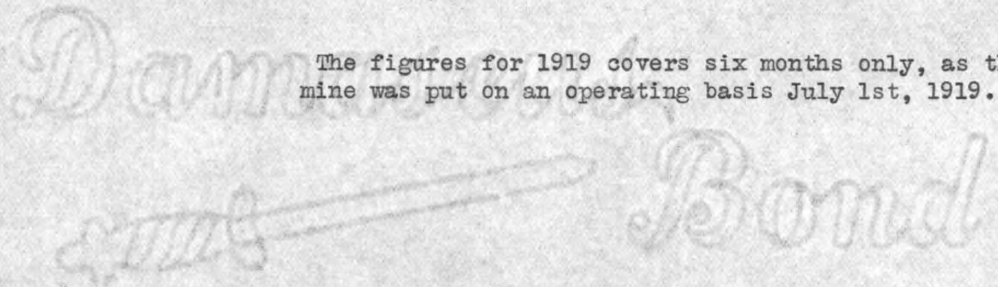 The figures for 1919 covers six months only, as
mine was put on an operating basis July 1st, 1919.
Bond